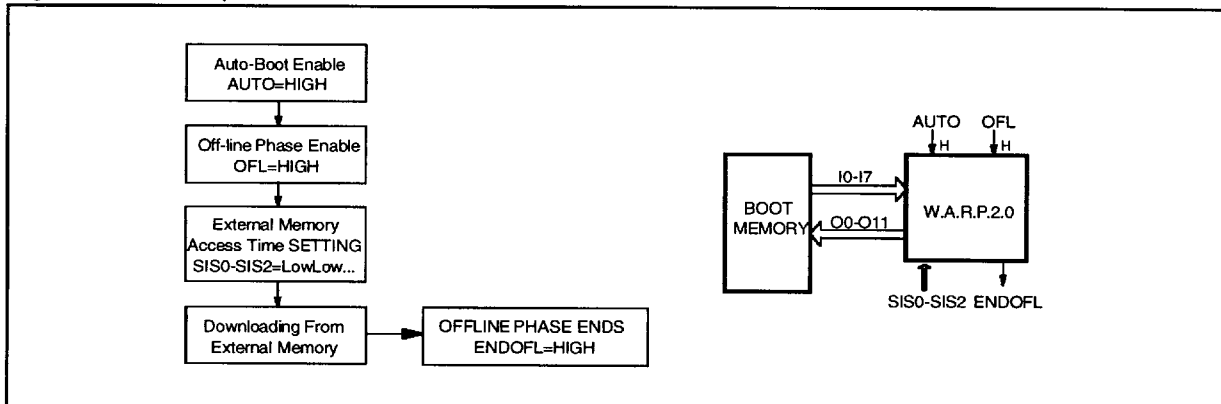 Auto-Boot Enable
AUTO=HIGH
Off-line Phase Enable
OFL=HIGH
External Memory
Access Time SETTING
SIS0-SIS2=LowLow...
Downloading From
External Memory
OFFLINE PHASE ENDS
ENDOFL=HIGH
AUTO OFL
H H
BOOT
MEMORY
I0-I7
O0-O11
W.A.R.P.2.0
SIS0-SIS2 ENDOFL